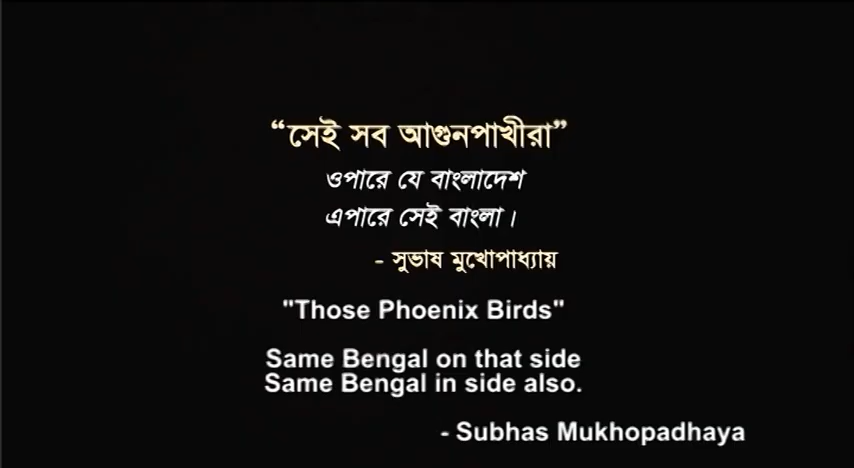 “সেই সব আগুনপাখীরা”
ওপারে যে বাংলাদেশ
এপারে সেই বাংলা।
- সুভাষ মুখোপাধ্যায়
"Those Phoenix Birds"
Same Bengal on that side
Same Bengal in side also.
- Subhas Mukhopadhaya